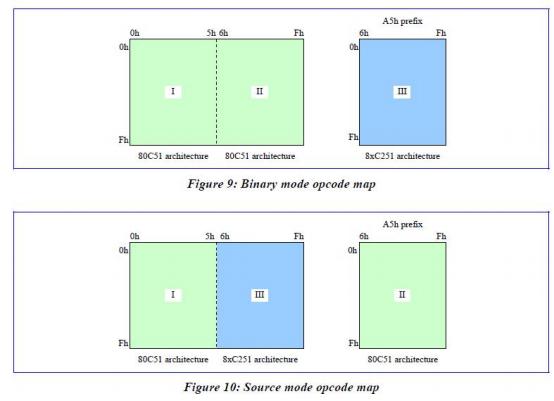 A5h prefix
0h 5h 6h Fh 6h Fh
0h 0h
I II III
Fh Fh
80C51 architecture 80C51 architecture 8xC251 architecture
Figure 9: Binary mode opcode map
A5h prefix
0h 5h 6h Fh 6h Fh
0h 0h
I III II
Fh Fh
80C51 architecture 8xC251 architecture 80C51 architecture
Figure 10: Source mode opcode map